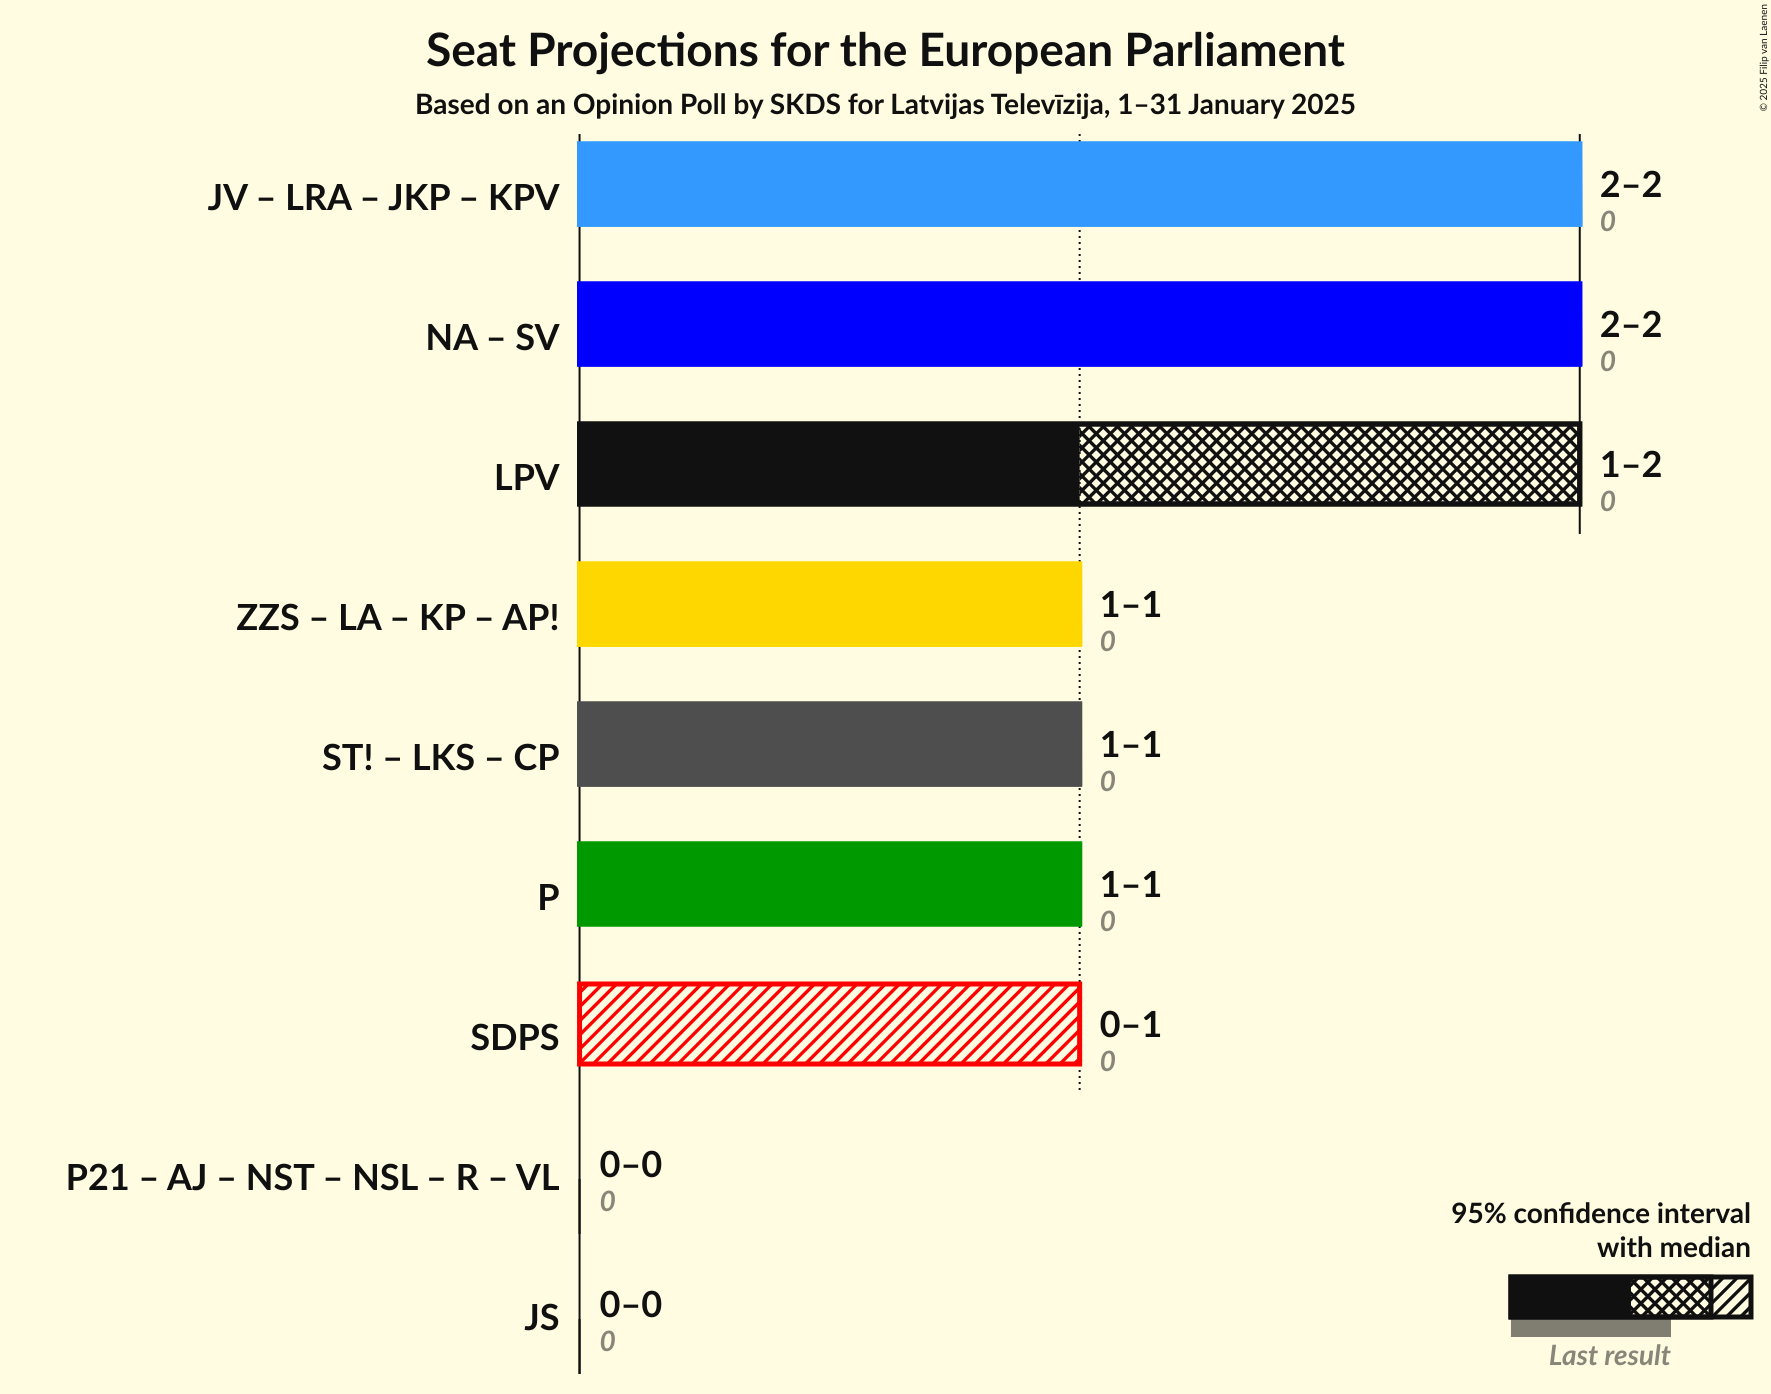 Seat Projections for the European Parliament
Based on an Opinion Poll by SKDS for Latvijas Televīzija, 1–31 January 2025
© 2025 Filip van Laenen
JV – LRA – JKP – KPV
2–2
0
NA – SV
2–2
0
LPV
1–2
0
ZZS – LA – KP – AP!
1–1
0
ST! – LKS – CP
1–1
0
P
1–1
0
SDPS
0–1
0
P21 – AJ – NST – NSL – R – VL
0–0
0
JS
0–0
0
95% confidence interval
with median
Last result